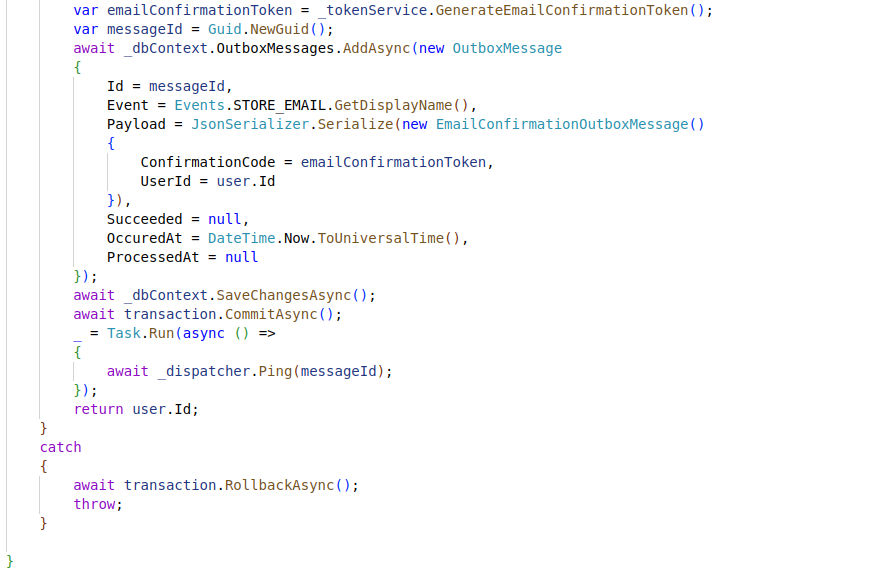 var emailConfirmationToken = _tokenService.GenerateEmailConfirmationToken();
var messageId = Guid.NewGuid();
await _dbContext.OutboxMessages.AddAsync(new OutboxMessage
{
    Id = messageId,
    Event = Events.STORE_EMAIL.GetDisplayName(),
    Payload = JsonSerializer.Serialize(new EmailConfirmationOutboxMessage()
    {
        ConfirmationCode = emailConfirmationToken,
        UserId = user.Id
    }),
    Succeeded = null,
    OccuredAt = DateTime.Now.ToUniversalTime(),
    ProcessedAt = null
});
await _dbContext.SaveChangesAsync();
await transaction.CommitAsync();
_ = Task.Run(async () =>
{
    await _dispatcher.Ping(messageId);
});
return user.Id;
}
catch
{
    await transaction.RollbackAsync();
    throw;
}
}